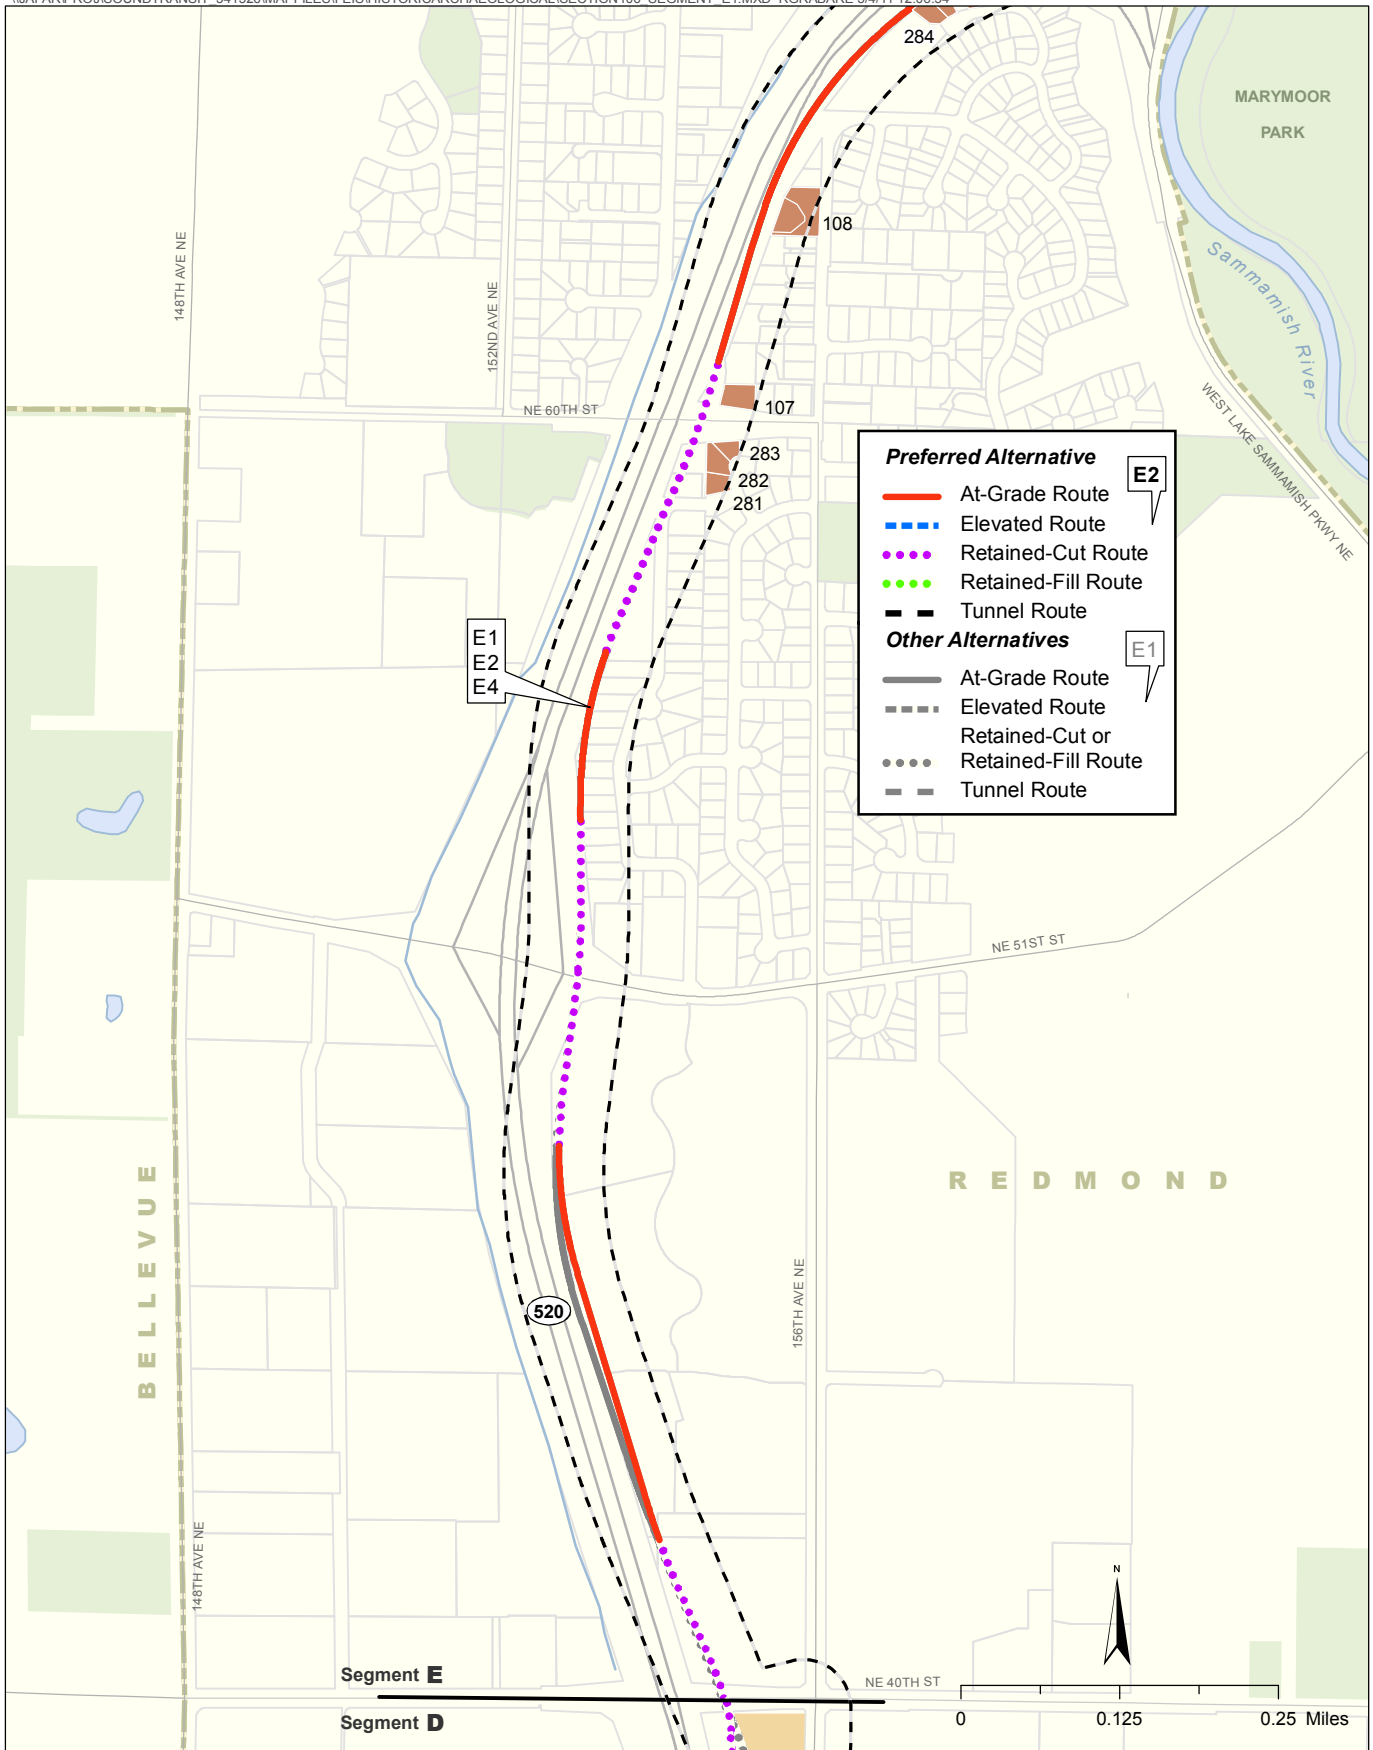 284
MARYMOOR
PARK
108
148TH AVE NE
152ND AVE NE
Sammamish River
NE 60TH ST
107
283
282
281
WEST LAKE SAMMAMISH PKWY NE
Preferred Alternative
E2
At-Grade Route
Elevated Route
Retained-Cut Route
Retained-Fill Route
Tunnel Route
Other Alternatives
E1
At-Grade Route
Elevated Route
Retained-Cut or
Retained-Fill Route
Tunnel Route
E1
E2
E4
NE 51ST ST
BELLEVUE
REDMOND
156TH AVE NE
520
148TH AVE NE
N
Segment E
Segment D
NE 40TH ST
0 0.125 0.25 Miles